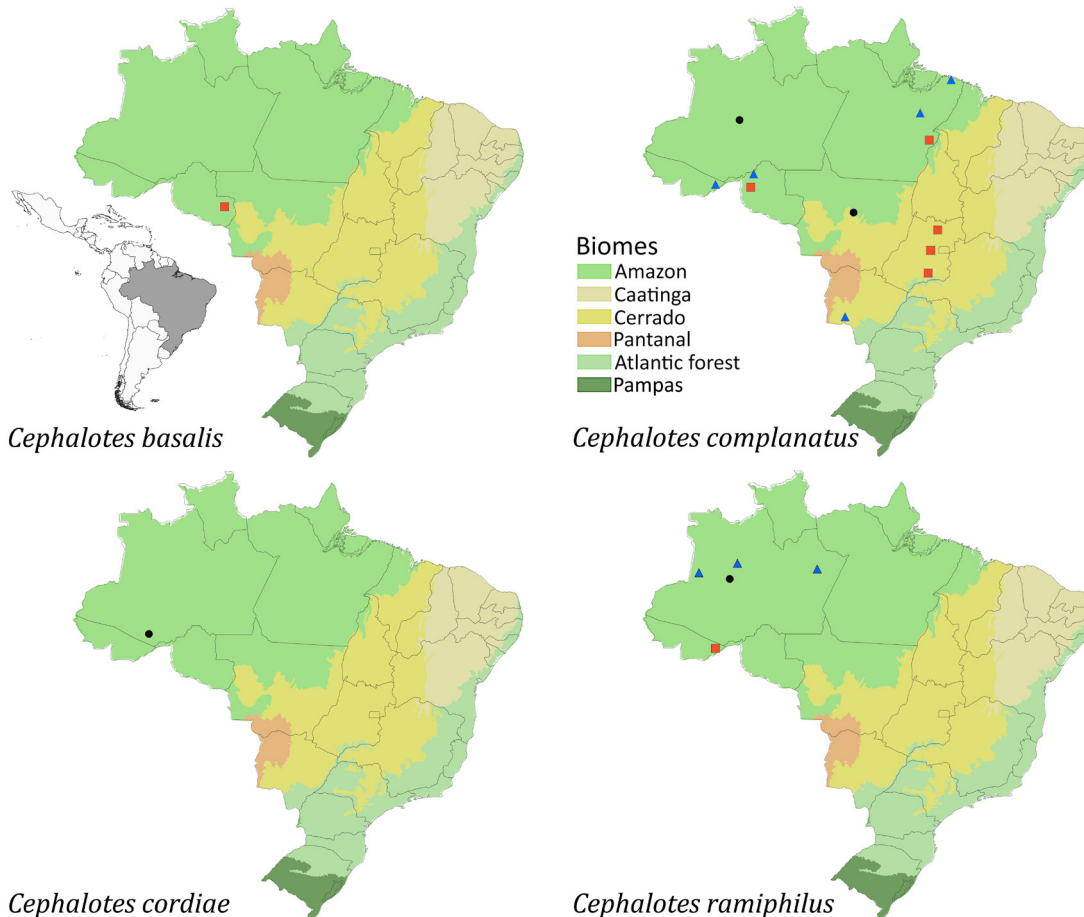 Biomes
Amazon
Caatinga
Cerrado
Pantanal
Atlantic forest
Pampas
Cephalotes basalis
Cephalotes complanatus
Cephalotes cordiae
Cephalotes ramiphilus